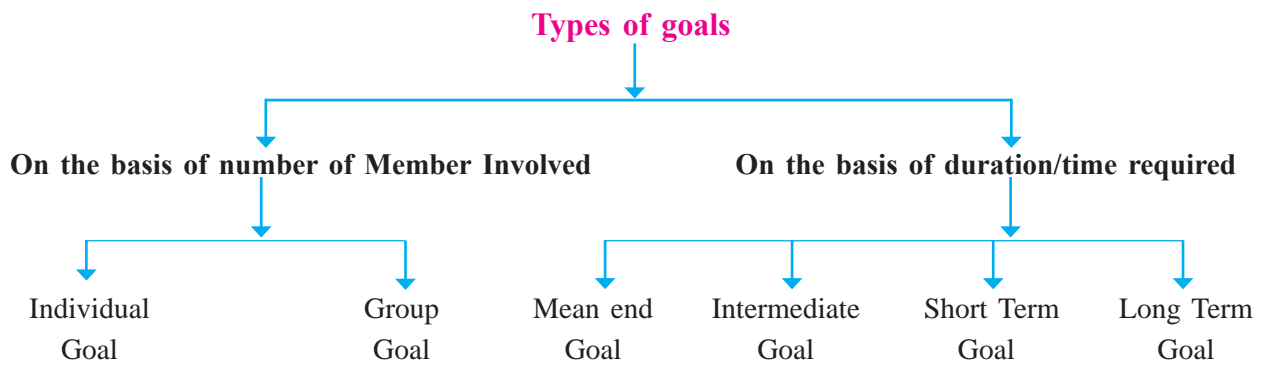 Types of goals
On the basis of number of Member Involved
On the basis of duration/time required
Individual
Goal
Group
Goal
Mean end
Goal
Intermediate
Goal
Short Term
Goal
Long Term
Goal